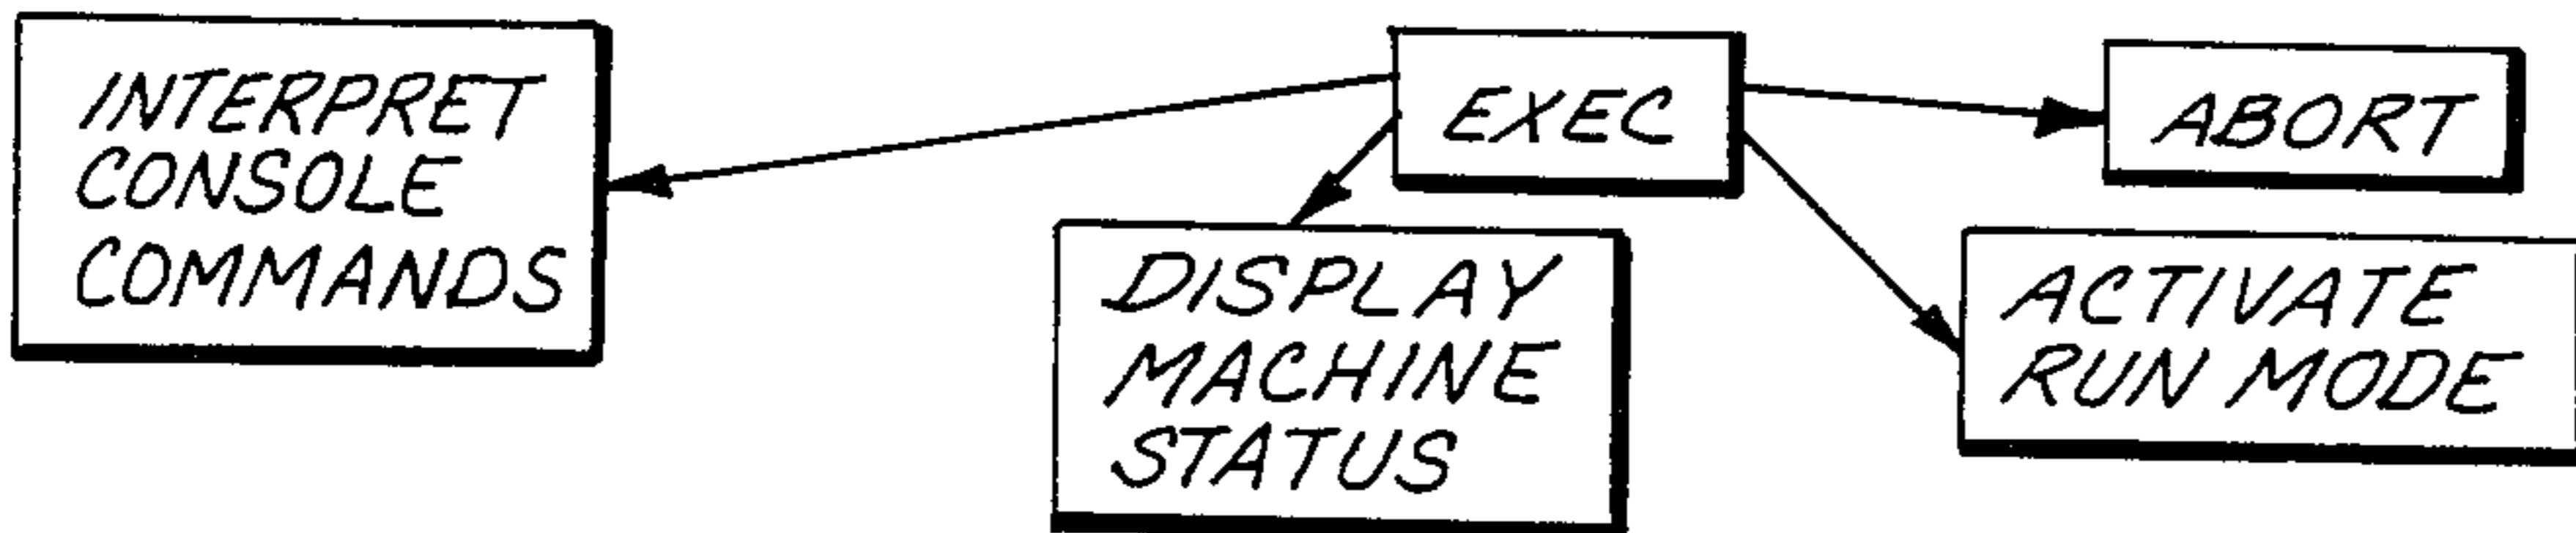 INTERPRET
CONSOLE
COMMANDS
EXEC
ABORT
DISPLAY
MACHINE
STATUS
ACTIVATE
RUN MODE